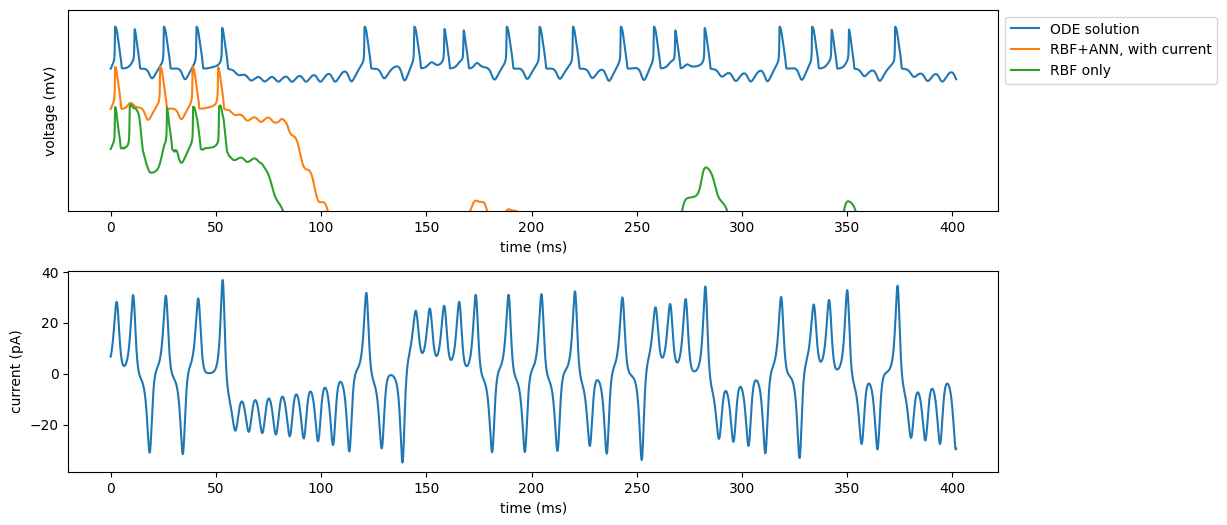 voltage (mV)
0 50 100 150 200 250 300 350 400
time (ms)
ODE solution
RBF+ANN, with current
RBF only
current (pA)
40
20
0
−20
0 50 100 150 200 250 300 350 400
time (ms)